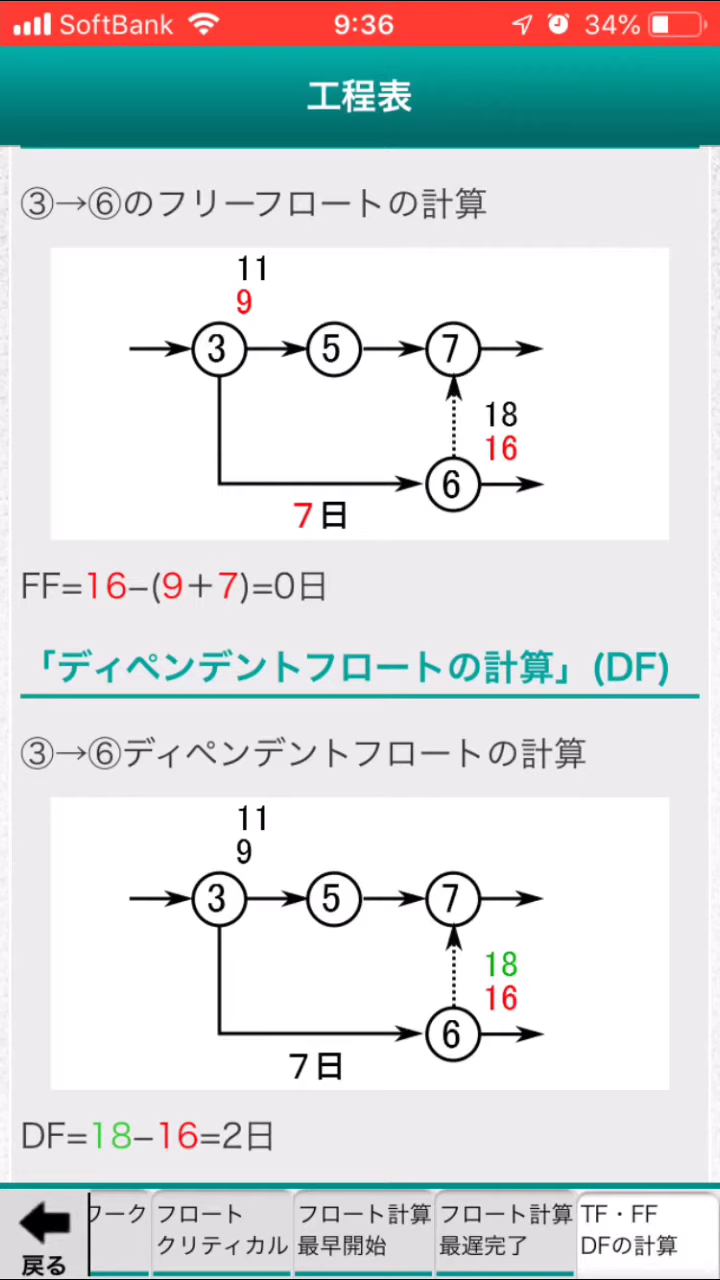 SoftBank 9:36 34%
工程表
③→⑥のフリーフロートの計算
11
9
3 5 7
18
16
6
7日
FF=16−(9+7)=0日
「ディペンデントフロートの計算」(DF)
③→⑥ディペンデントフロートの計算
11
9
3 5 7
18
16
6
7日
DF=18−16=2日
ワーク
フロート
クリティカル
フロート計算
最早開始
フロート計算
最遅完了
TF・FF
DFの計算
戻る